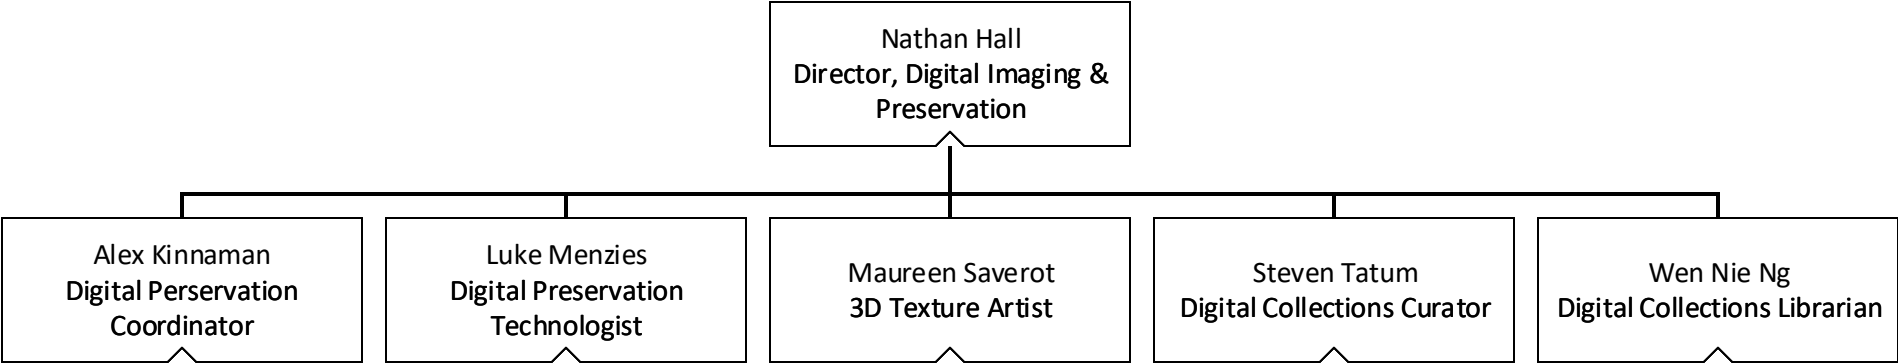 Nathan Hall
Director, Digital Imaging &
Preservation
Alex Kinnaman
Digital Perservation
Coordinator
Luke Menzies
Digital Preservation
Technologist
Maureen Saverot
3D Texture Artist
Steven Tatum
Digital Collections Curator
Wen Nie Ng
Digital Collections Librarian